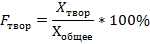 F_твор = X_твор / X_общее * 100%